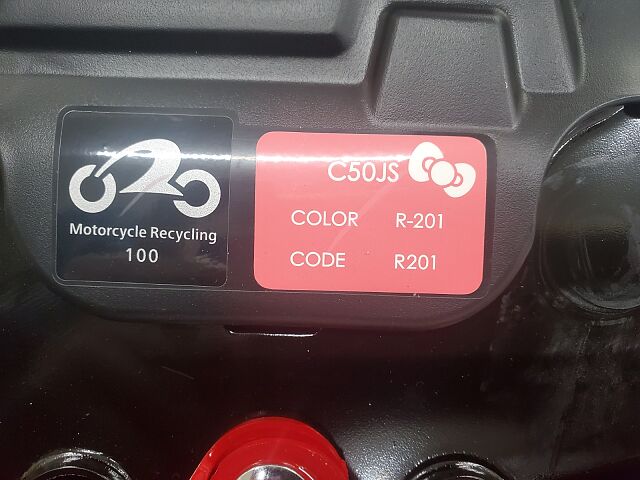 Motorcycle Recycling
100
C50JS
COLOR R-201
CODE R201